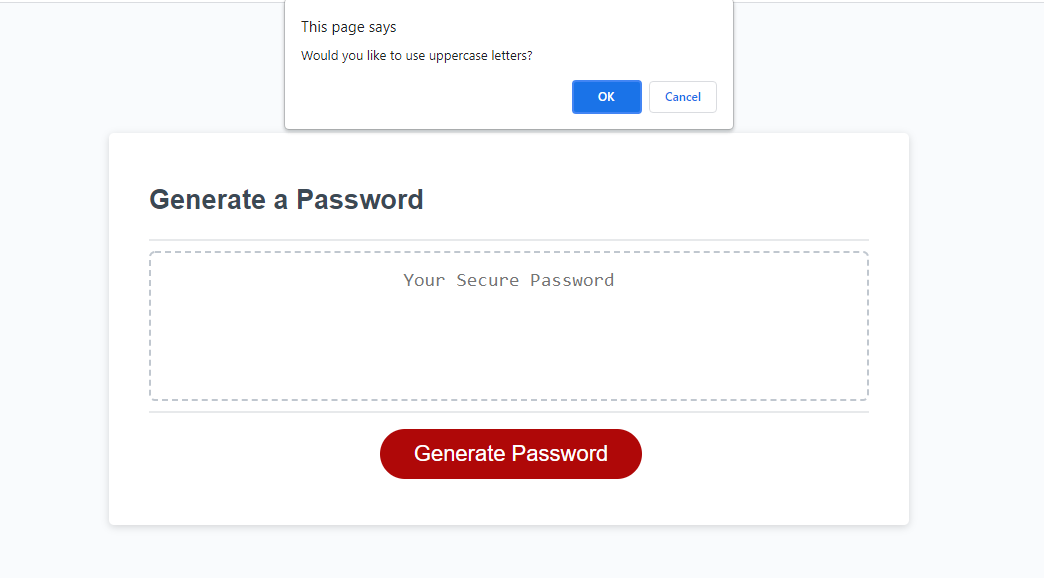 This page says
Would you like to use uppercase letters?
OK
Cancel
Generate a Password
Your Secure Password
Generate Password